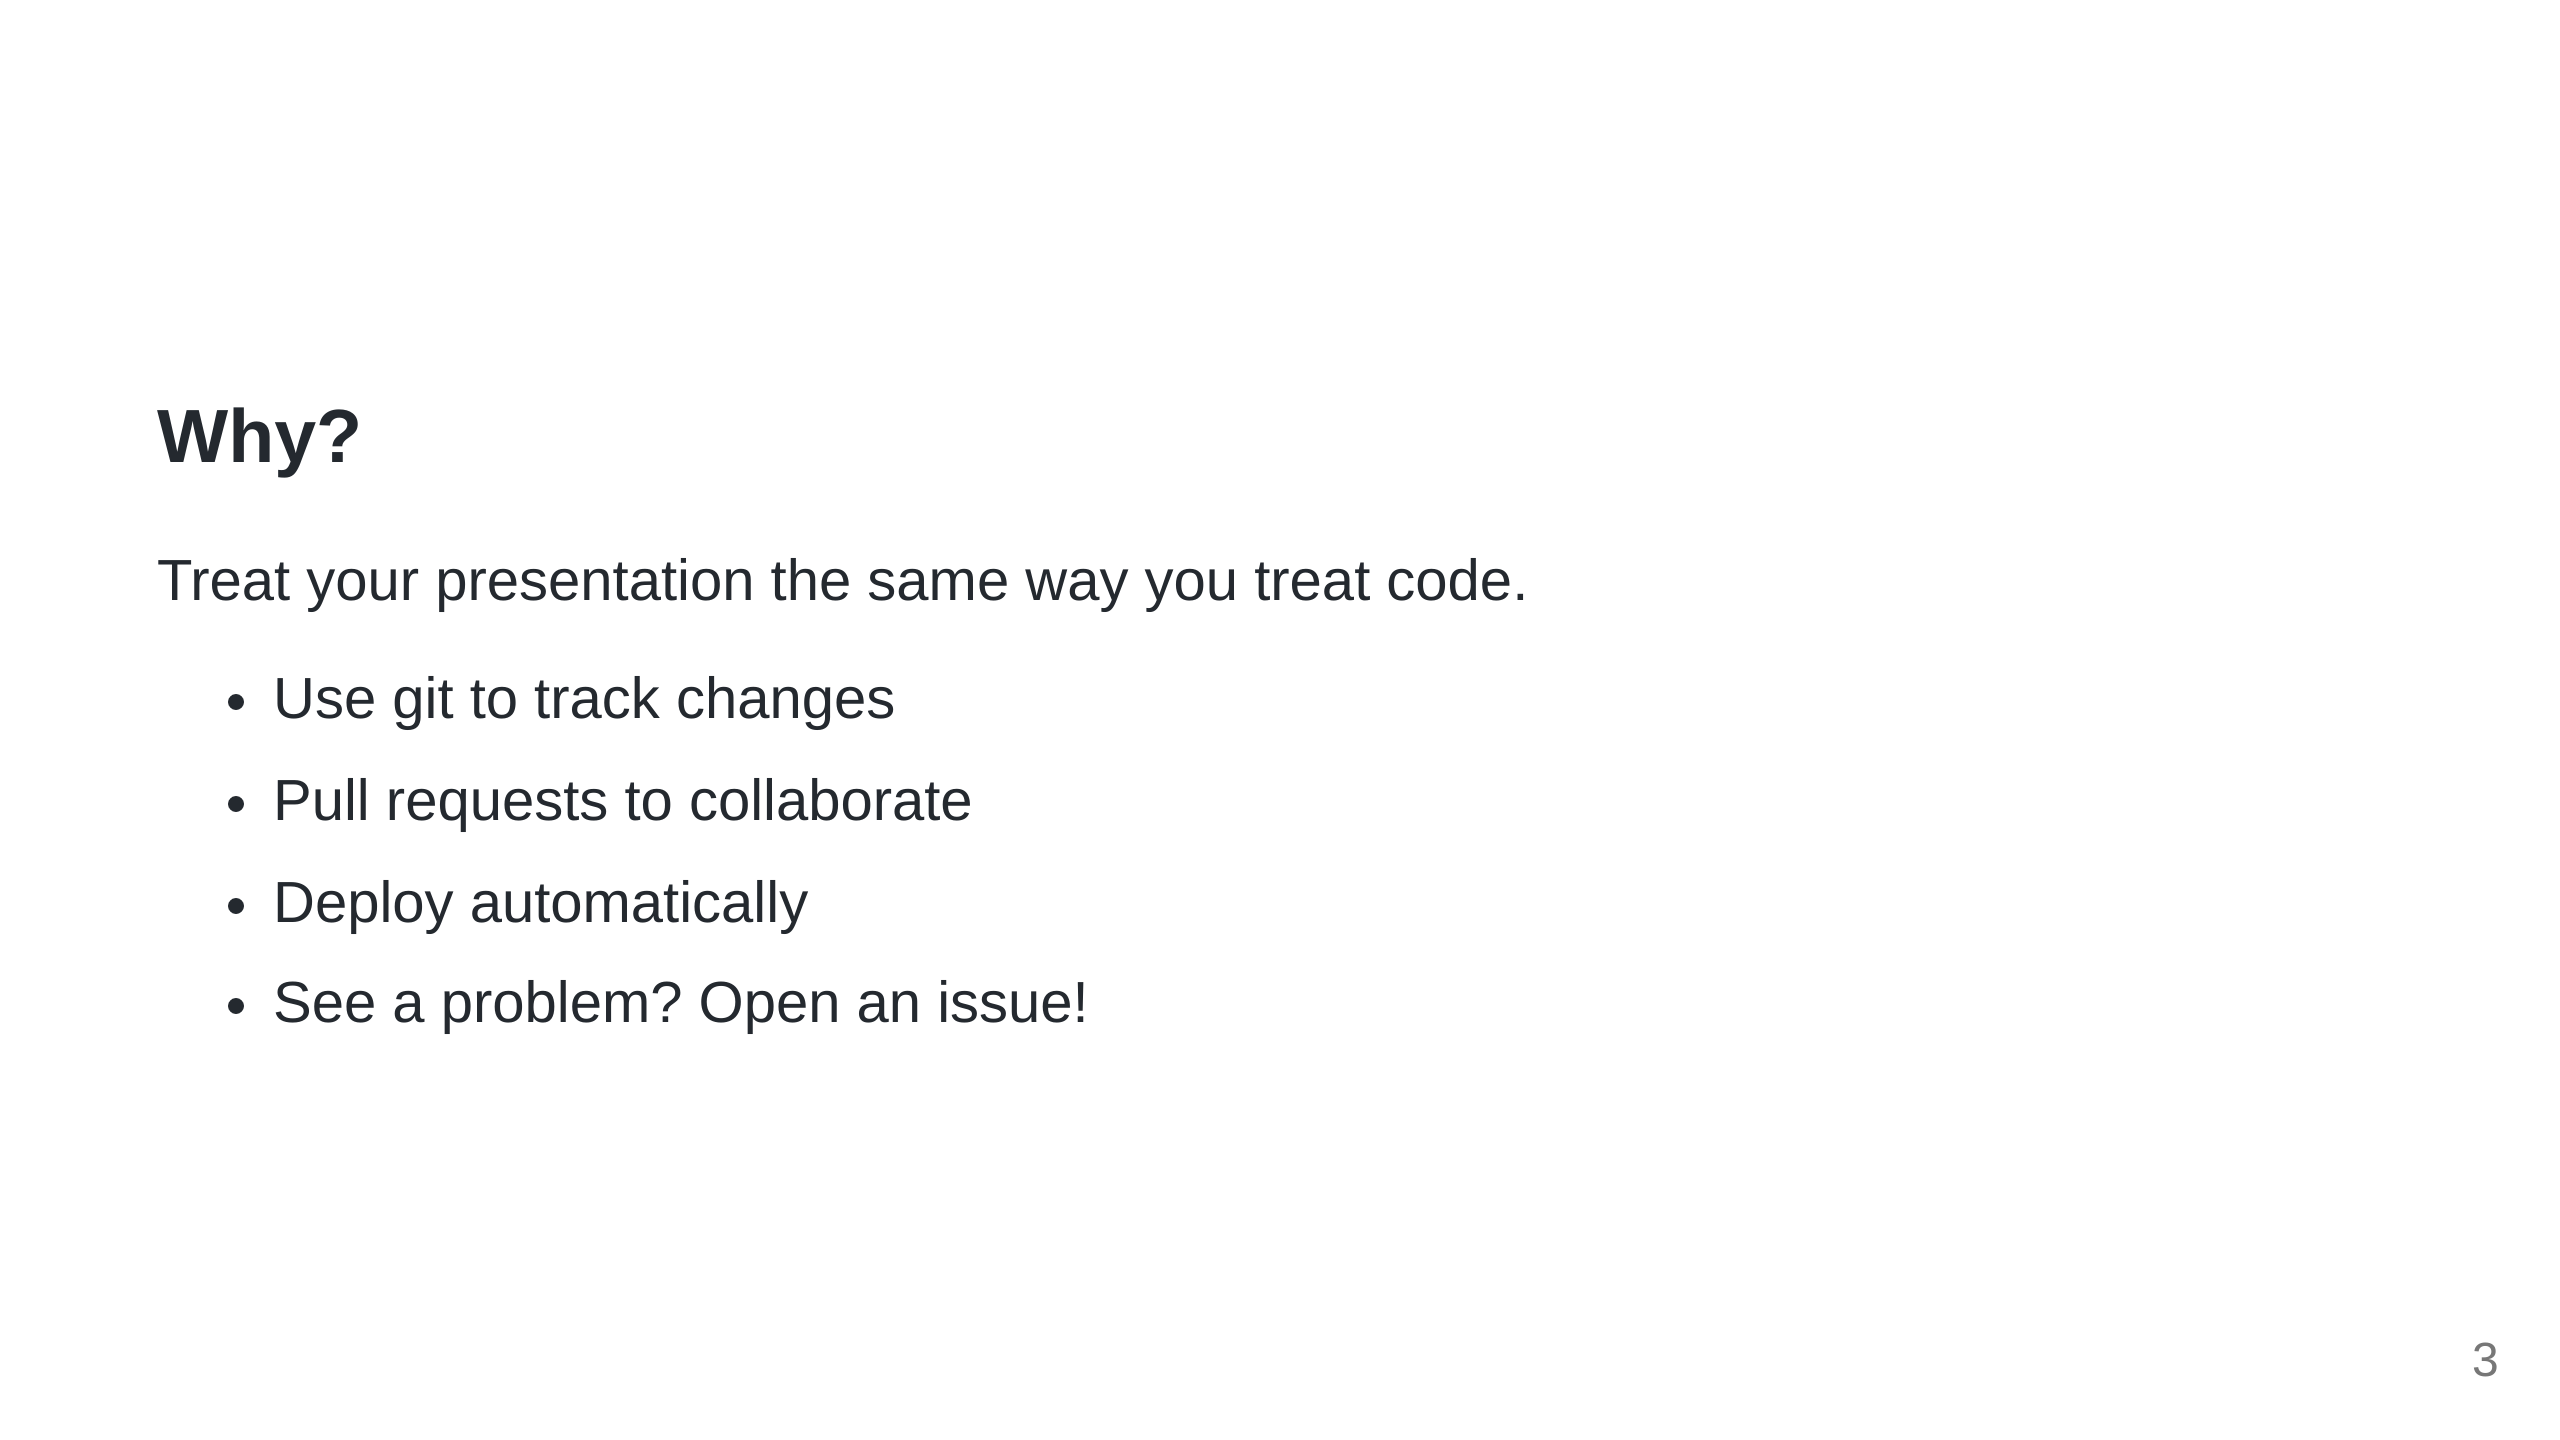 Why?
Treat your presentation the same way you treat code.
• Use git to track changes
• Pull requests to collaborate
• Deploy automatically
• See a problem? Open an issue!
3